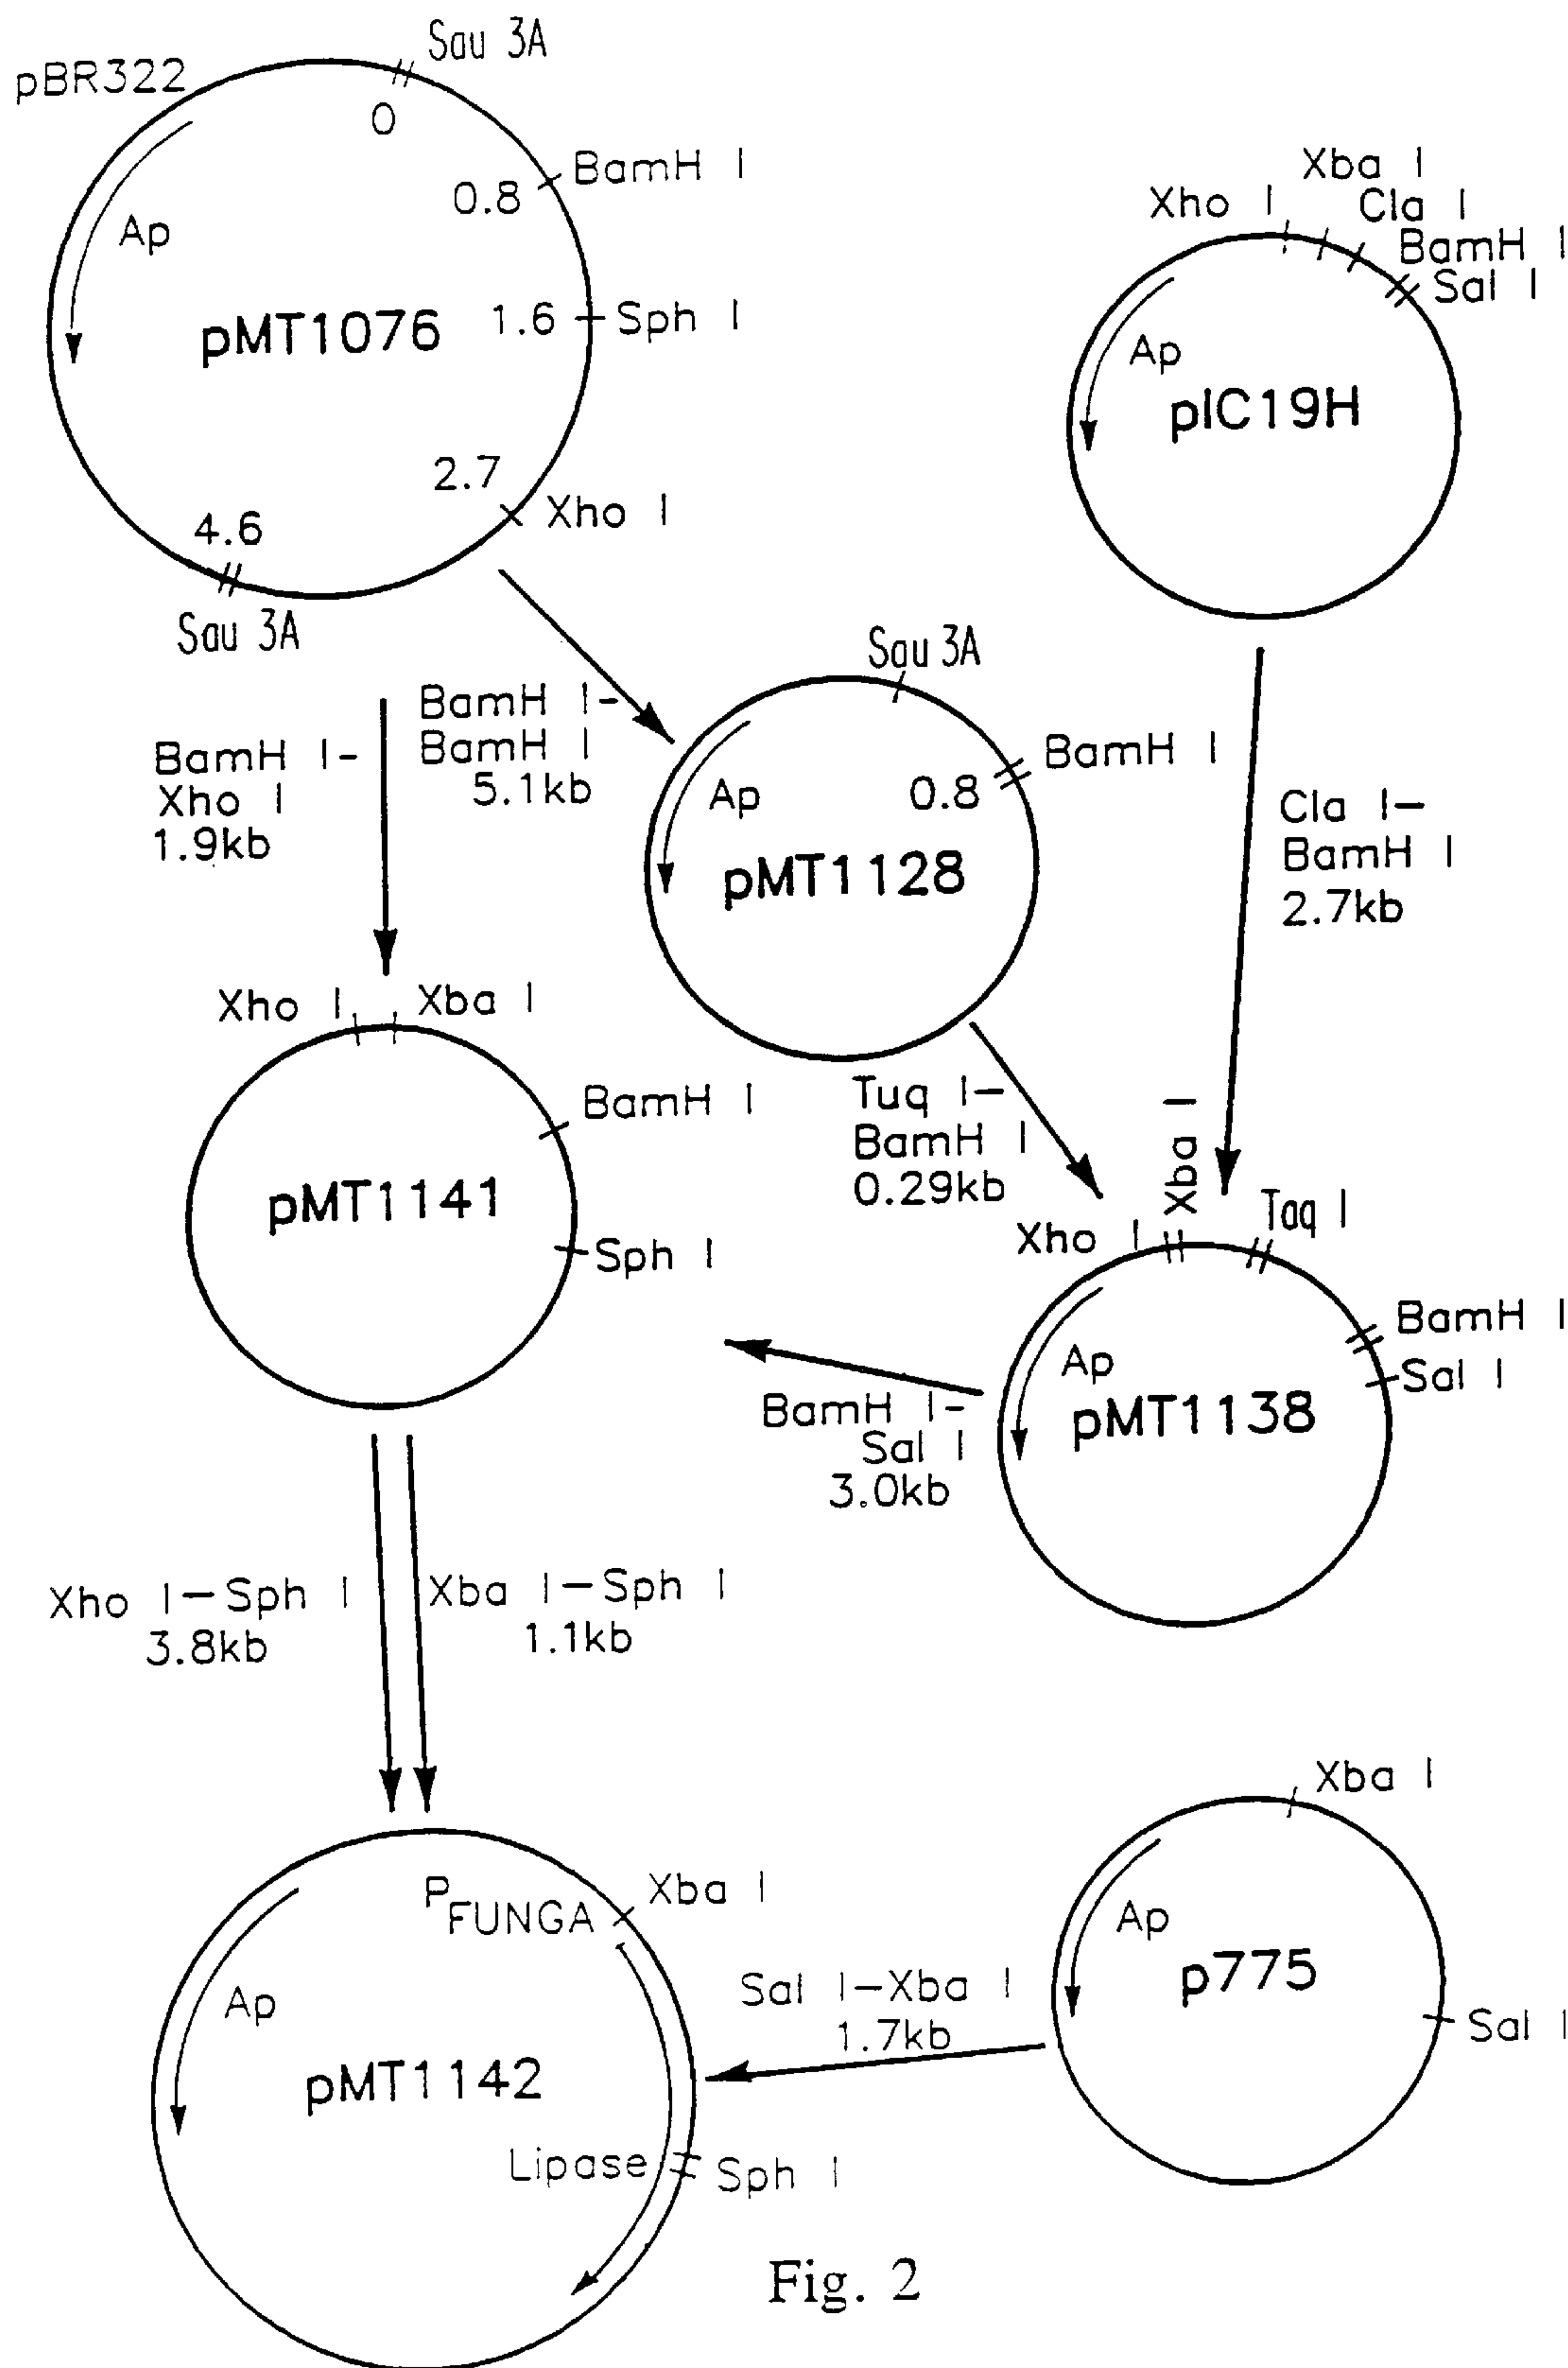 pBR322
Sau 3A
0
BamH I
0.8
Ap
pMT1076
1.6
Sph I
2.7
Xho I
4.6
Sau 3A
Xho I
Xba I
Cla I
BamH I
Sal I
Ap
pIC19H
BamH I-
Xho I
1.9kb
BamH I-
BamH I
5.1kb
Sau 3A
BamH I
0.8
Ap
pMT1128
Cla I-
BamH I
2.7kb
Xho I
Xba I
BamH I
pMT1141
Sph I
Tuq I-
BamH I
0.29kb
Xho I
Xba I
Taq I
BamH I
Sal I
Ap
pMT1138
BamH I-
Sal I
3.0kb
Xho I-Sph I
3.8kb
Xba I-Sph I
1.1kb
PFUNGA
Xba I
Ap
pMT1142
Lipase
Sph I
Sal I-Xba I
1.7kb
Xba I
Ap
p775
Sal I
Fig. 2